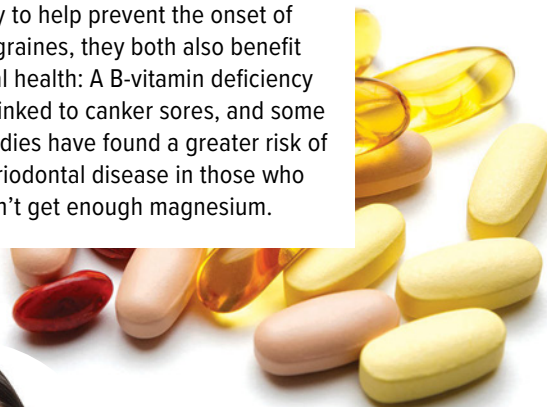 to help prevent the onset of
graines, they both also benefit
health: A B-vitamin deficiency
inked to canker sores, and some
dies have found a greater risk of
riodontal disease in those who
n’t get enough magnesium.